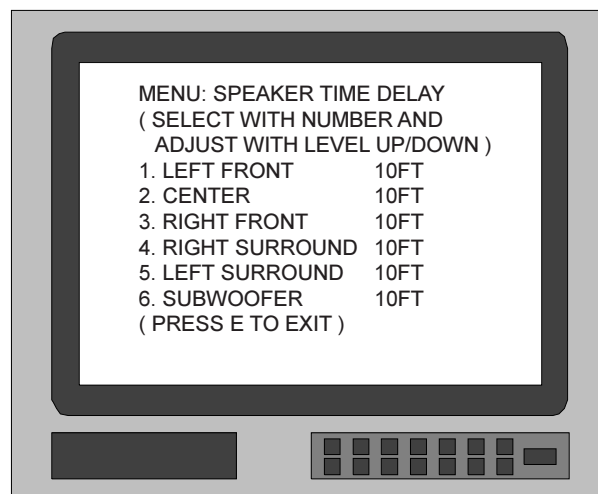 MENU: SPEAKER TIME DELAY
( SELECT WITH NUMBER AND
ADJUST WITH LEVEL UP/DOWN )
1. LEFT FRONT 10FT
2. CENTER 10FT
3. RIGHT FRONT 10FT
4. RIGHT SURROUND 10FT
5. LEFT SURROUND 10FT
6. SUBWOOFER 10FT
( PRESS E TO EXIT )